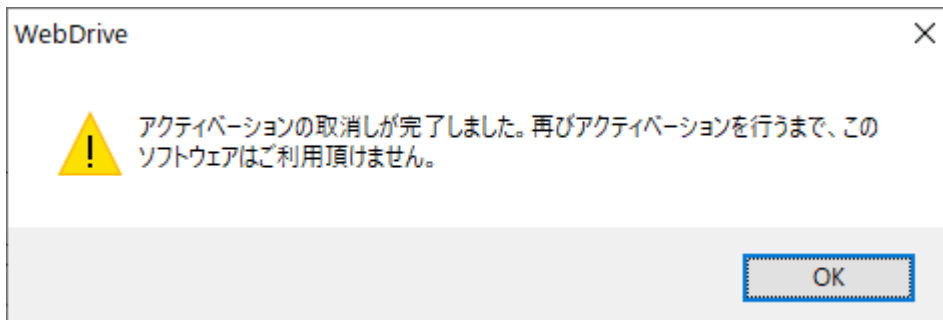 WebDrive
アクティベーションの取消しが完了しました。再びアクティベーションを行うまで、この
ソフトウェアはご利用頂けません。
OK